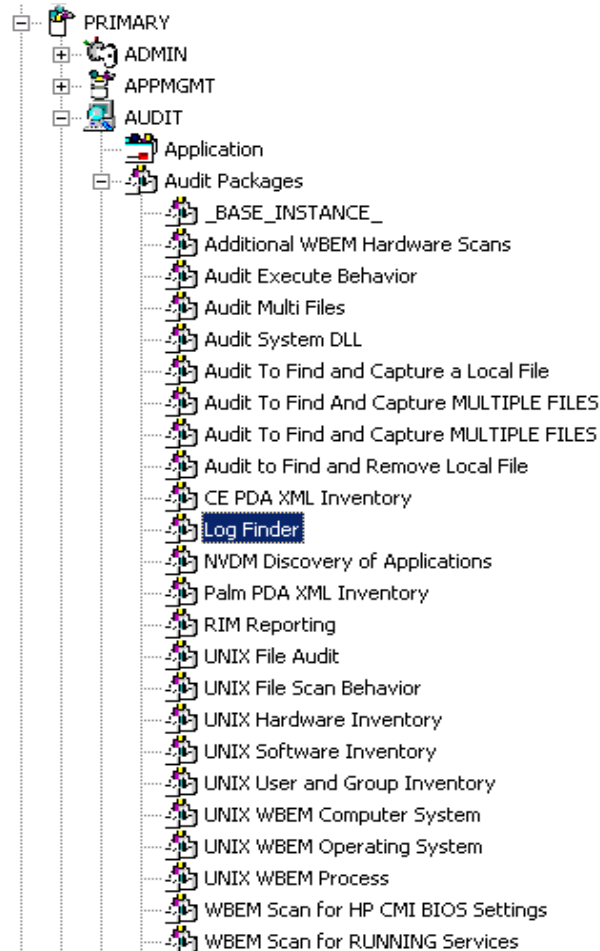 PRIMARY
ADMIN
APPMGMT
AUDIT
Application
Audit Packages
_BASE_INSTANCE_
Additional WBEM Hardware Scans
Audit Execute Behavior
Audit Multi Files
Audit System DLL
Audit To Find and Capture a Local File
Audit To Find And Capture MULTIPLE FILES
Audit To Find and Capture MULTIPLE FILES
Audit to Find and Remove Local File
CE PDA XML Inventory
Log Finder
NVDM Discovery of Applications
Palm PDA XML Inventory
RIM Reporting
UNIX File Audit
UNIX File Scan Behavior
UNIX Hardware Inventory
UNIX Software Inventory
UNIX User and Group Inventory
UNIX WBEM Computer System
UNIX WBEM Operating System
UNIX WBEM Process
WBEM Scan for HP CMI BIOS Settings
WBEM Scan for RUNNING Services